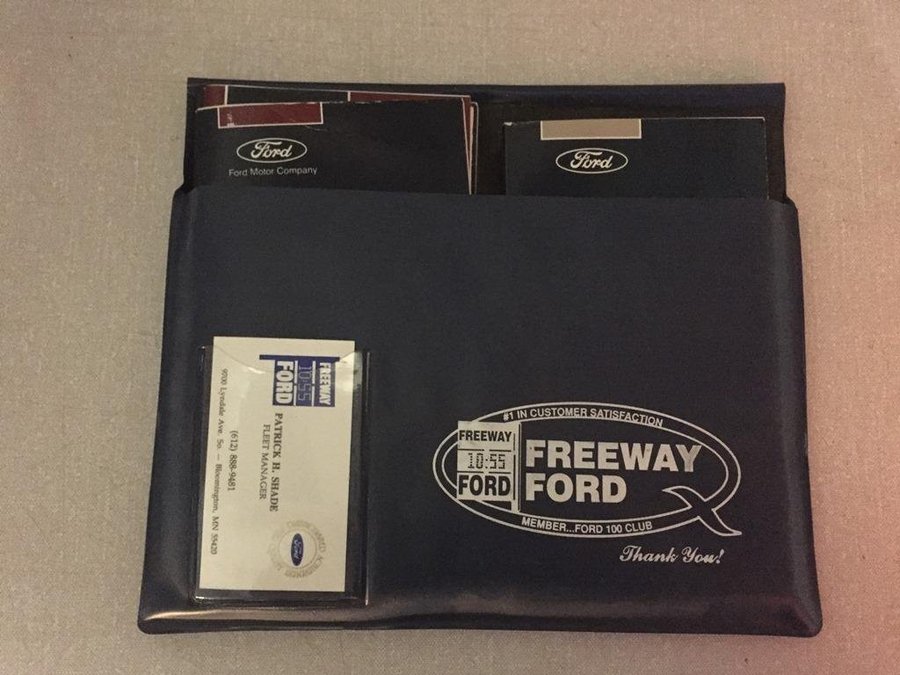 Ford
Ford Motor Company
Ford
FREEWAY
10:55
FORD
PATRICK H. SHADE
FLEET MANAGER
(612) 888-9481
9700 Lyndale Ave. So. — Bloomington, MN 55420
Ford
#1 IN CUSTOMER SATISFACTION
FREEWAY
10:55
FORD
FREEWAY
FORD
MEMBER...FORD 100 CLUB
Thank You!